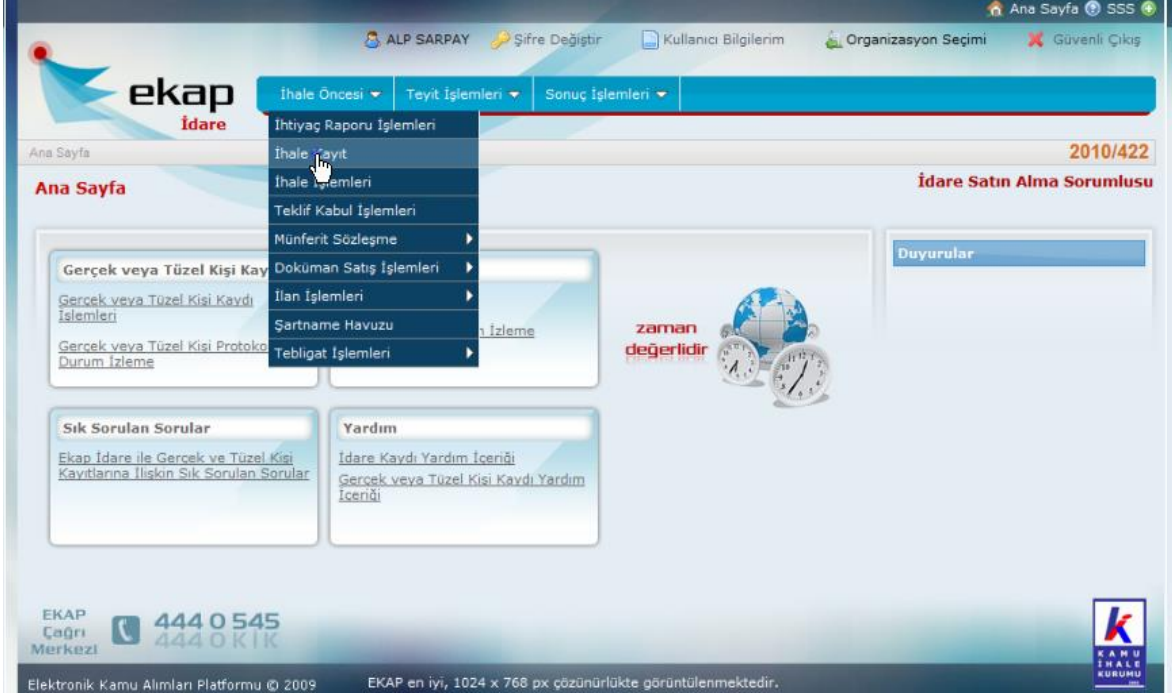 Ana Sayfa SSS
ALP SARPAY Şifre Değiştir Kullanıcı Bilgilerim Organizasyon Seçimi Güvenli Çıkış
ekap
İdare
İhale Öncesi Teyit İşlemleri Sonuç İşlemleri
İhtiyaç Raporu İşlemleri
İhale Kayıt
İhale İşlemleri
Teklif Kabul İşlemleri
Münferit Sözleşme
Doküman Satış İşlemleri
İlan İşlemleri
Şartname Havuzu
Tebligat İşlemleri
Ana Sayfa
2010/422
Ana Sayfa
İdare Satın Alma Sorumlusu
Gerçek veya Tüzel Kişi Kay
Gerçek veya Tüzel Kişi Kaydı
İşlemleri
Gerçek veya Tüzel Kişi Protoko
Durum İzleme
İzleme
zaman
değerlidir
Duyurular
Sık Sorulan Sorular
Ekap İdare ile Gerçek ve Tüzel Kişi
Kayıtlarına İlişkin Sık Sorulan Sorular
Yardım
İdare Kaydı Yardım İçeriği
Gerçek veya Tüzel Kişi Kaydı Yardım
İçeriği
EKAP
Çağrı
Merkezi
444 0 545
444 0 KİK
KAMU
İHALE
KURUMU
Elektronik Kamu Alımları Platformu © 2009
EKAP en iyi, 1024 x 768 px çözünürlükte görüntülenmektedir.